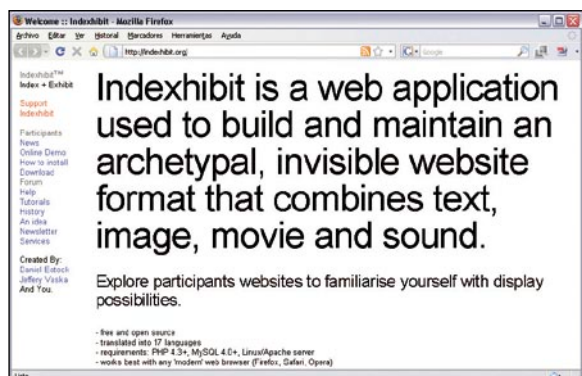 Welcome :: Indexhibit - Mozilla Firefox
Archivo Editar Ver Historial Marcadores Herramientas Ayuda
http://indexhibit.org/
Google
Indexhibit™
Index + Exhibit
Support
Indexhibit
Participants
News
Online Demo
How to install
Download
Forum
Help
Tutorials
History
An idea
Newsletter
Services
Created By:
Daniel Eatock
Jeffery Vaska
And You.
Indexhibit is a web application
used to build and maintain an
archetypal, invisible website
format that combines text,
image, movie and sound.
Explore participants websites to familiarise yourself with display
possibilities.
- free and open source
- translated into 17 languages
- requirements: PHP 4.3+, MySQL 4.0+, Linux/Apache server
- works best with any 'modern' web browser (Firefox, Safari, Opera)